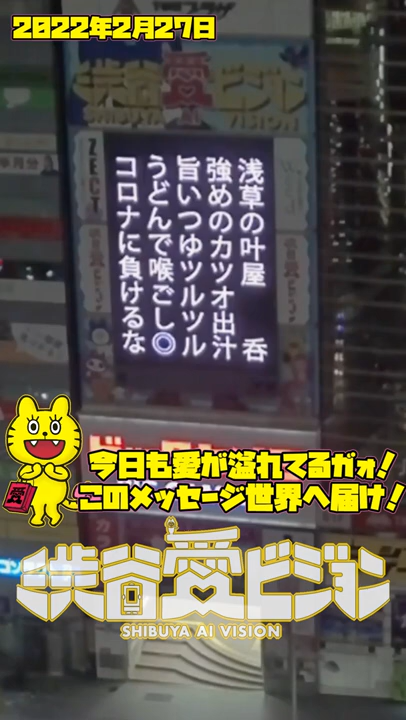 2022年2月27日
渋谷愛ビジョン
SHIBUYA AI VISION
ZECT
浅草の叶屋　呑
強めのカツオ出汁
旨いつゆツルツル
うどんで喉ごし◎
コロナに負けるな
愛
今日も愛が溢れてるガォ!
このメッセージ世界へ届け!
渋谷愛ビジョン
SHIBUYA AI VISION